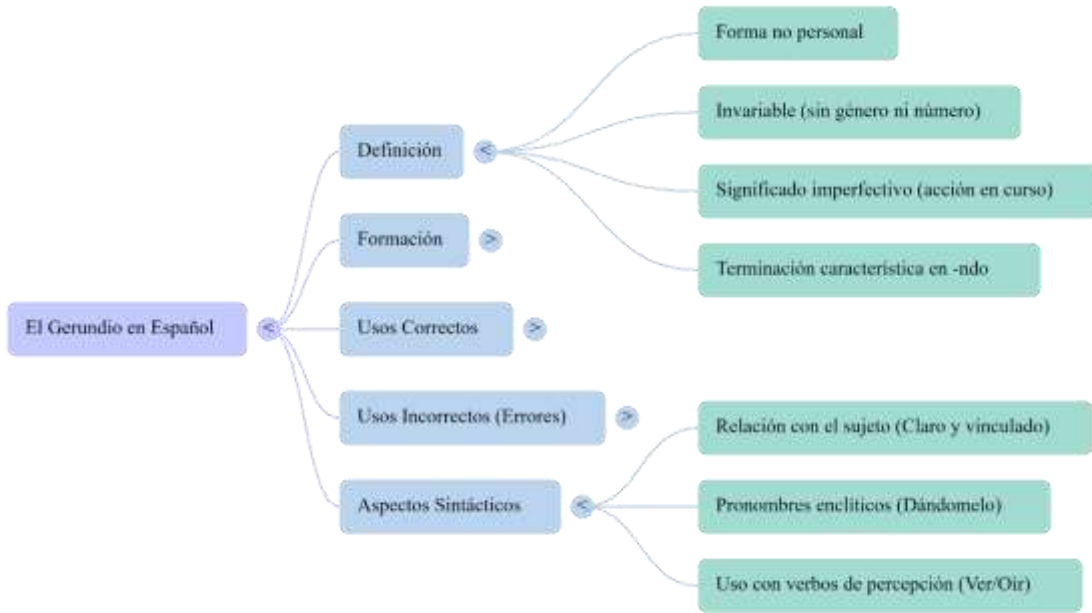 El Gerundio en Español
Definición
Forma no personal
Invariable (sin género ni número)
Significado imperfectivo (acción en curso)
Terminación característica en -ndo
Formación
Usos Correctos
Usos Incorrectos (Errores)
Aspectos Sintácticos
Relación con el sujeto (Claro y vinculado)
Pronombres enclíticos (Dándomelo)
Uso con verbos de percepción (Ver/Oír)